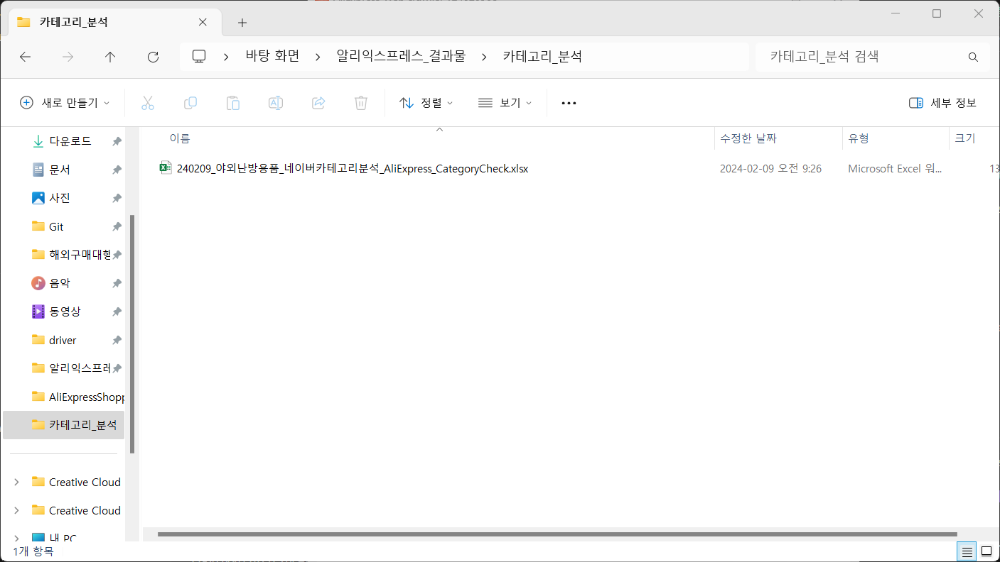 카테고리_분석
바탕 화면 알리익스프레스_결과물 카테고리_분석 카테고리_분석 검색
새로 만들기 정렬 보기 세부 정보
이름 수정한 날짜 유형 크기
240209_야외난방용품_네이버카테고리분석_AliExpress_CategoryCheck.xlsx 2024-02-09 오전 9:26 Microsoft Excel 워... 13
다운로드
문서
사진
Git
해외구매대행
음악
동영상
driver
알리익스프레
AliExpressShopp
카테고리_분석
Creative Cloud
Creative Cloud
내 PC
1개 항목